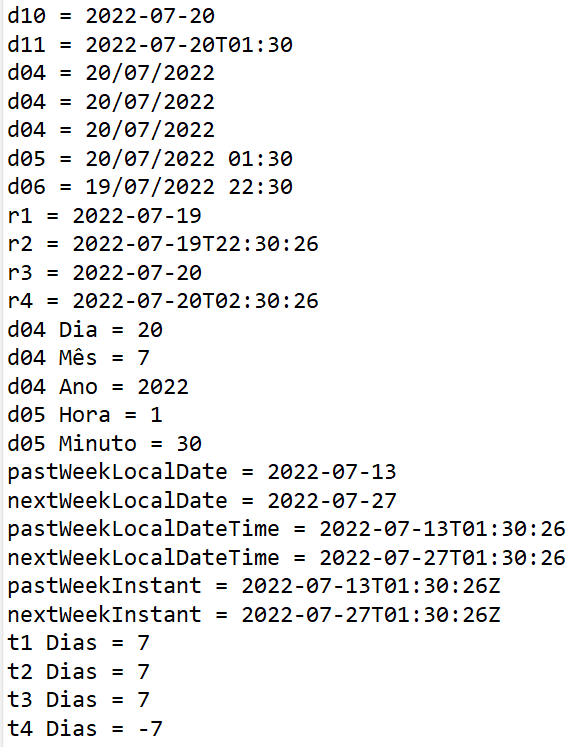 d10 = 2022-07-20
d11 = 2022-07-20T01:30
d04 = 20/07/2022
d04 = 20/07/2022
d04 = 20/07/2022
d05 = 20/07/2022 01:30
d06 = 19/07/2022 22:30
r1 = 2022-07-19
r2 = 2022-07-19T22:30:26
r3 = 2022-07-20
r4 = 2022-07-20T02:30:26
d04 Dia = 20
d04 Mês = 7
d04 Ano = 2022
d05 Hora = 1
d05 Minuto = 30
pastWeekLocalDate = 2022-07-13
nextWeekLocalDate = 2022-07-27
pastWeekLocalDateTime = 2022-07-13T01:30:26
nextWeekLocalDateTime = 2022-07-27T01:30:26
pastWeekInstant = 2022-07-13T01:30:26Z
nextWeekInstant = 2022-07-27T01:30:26Z
t1 Dias = 7
t2 Dias = 7
t3 Dias = 7
t4 Dias = -7